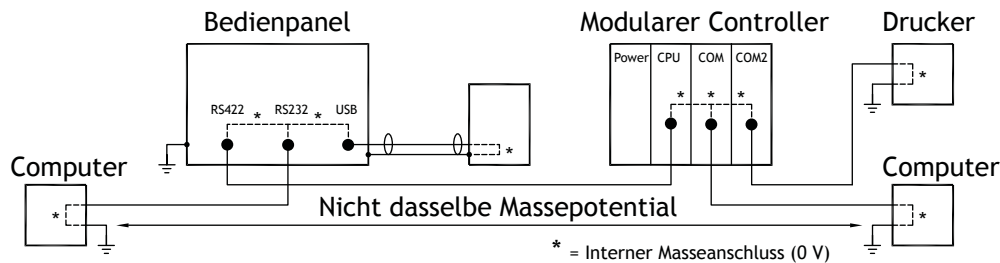 Bedienpanel
Modularer Controller
Drucker
Power CPU COM COM2
* * *
*
RS422 * RS232 * USB
*
Computer
Computer
*
*
Nicht dasselbe Massepotential
* = Interner Masseanschluss (0 V)